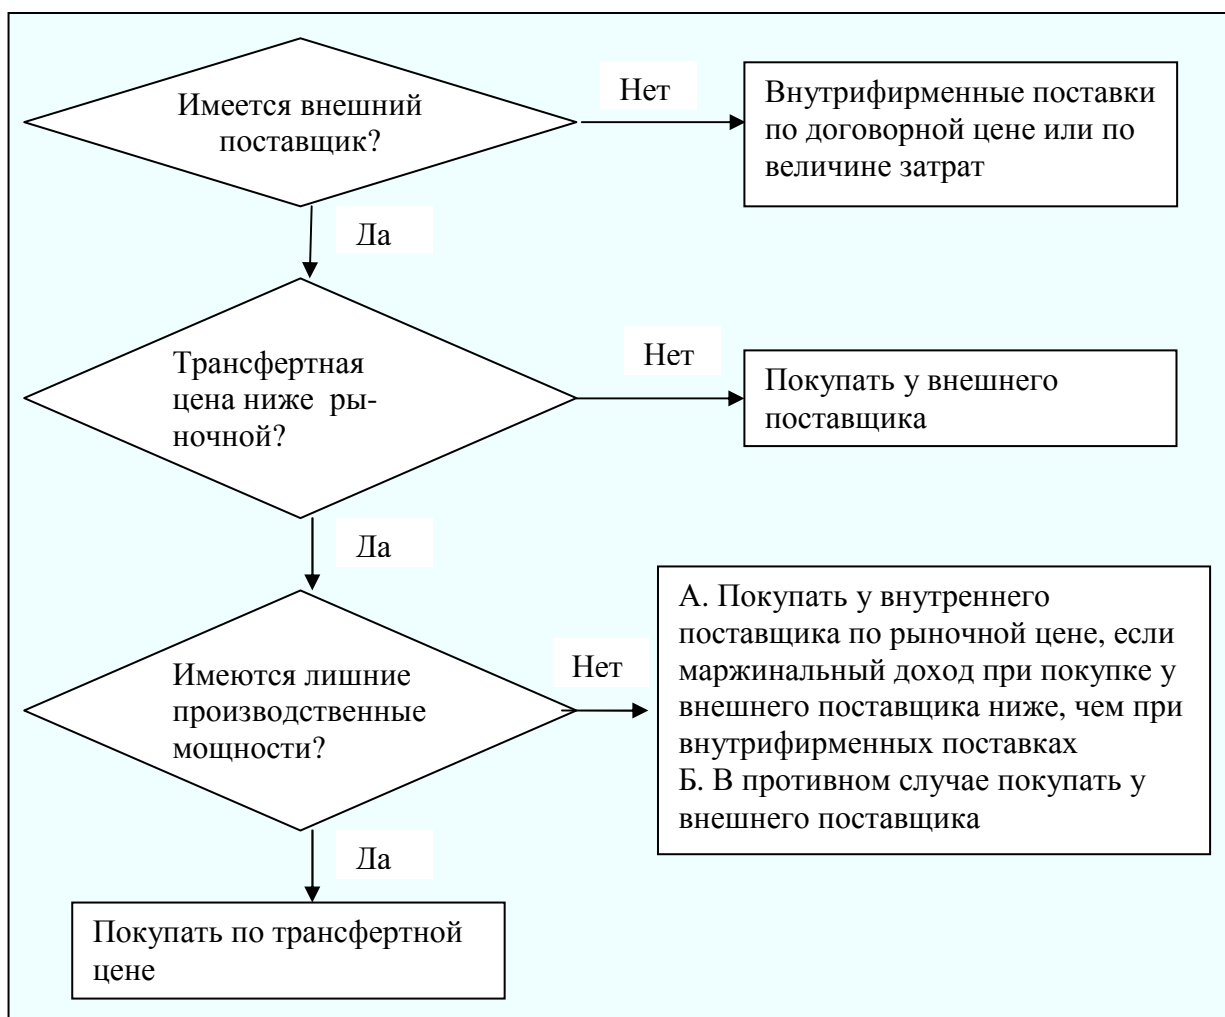 Имеется внешний
поставщик?
Нет
Внутрифирменные поставки
по договорной цене или по
величине затрат
Да
Трансфертная
цена ниже ры-
ночной?
Нет
Покупать у внешнего
поставщика
Да
Имеются лишние
производственные
мощности?
Нет
А. Покупать у внутреннего
поставщика по рыночной цене, если
маржинальный доход при покупке у
внешнего поставщика ниже, чем при
внутрифирменных поставках
Б. В противном случае покупать у
внешнего поставщика
Да
Покупать по трансфертной
цене